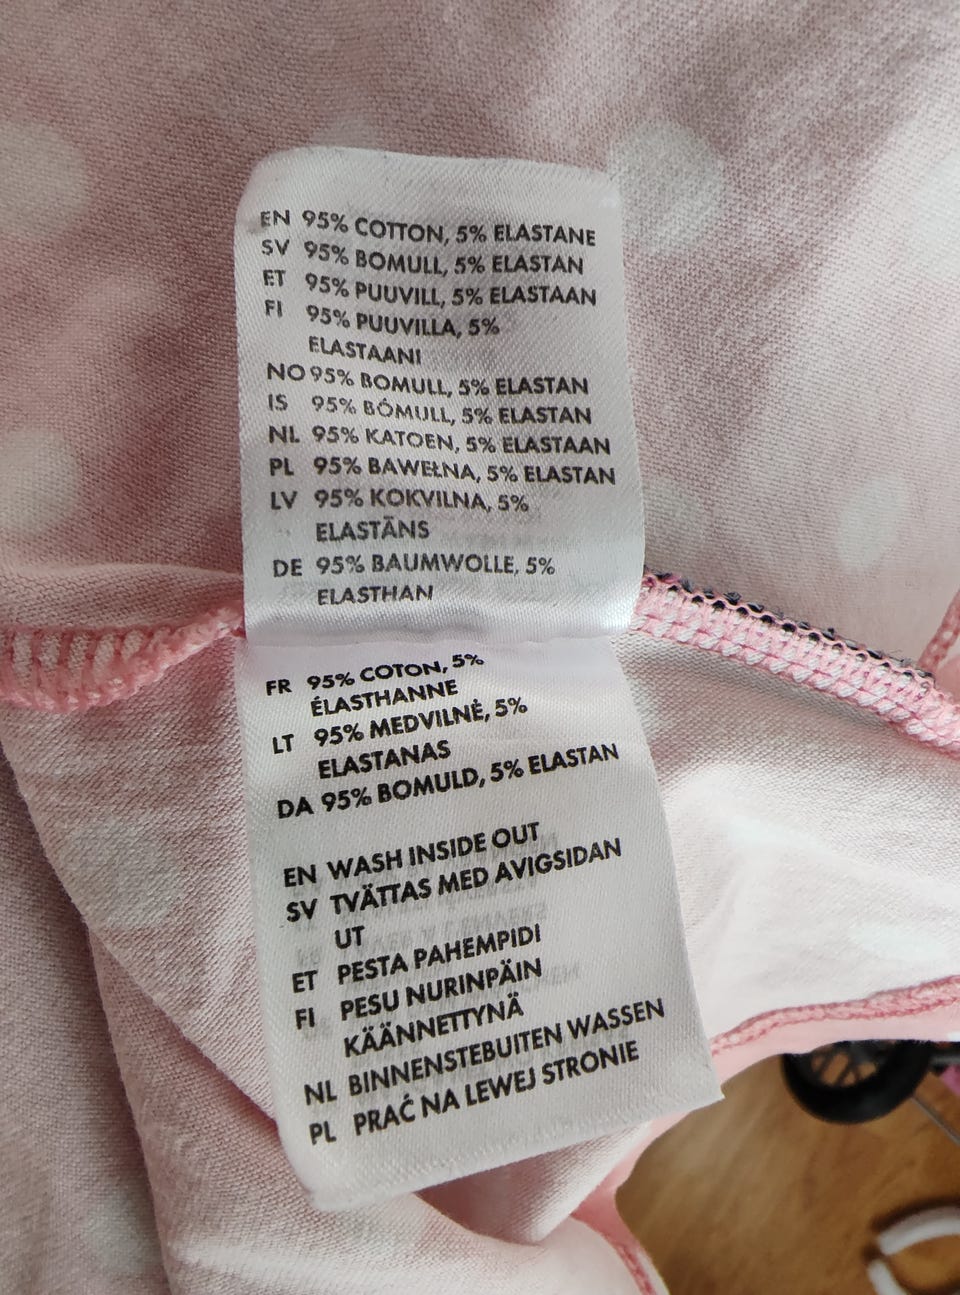 EN 95% COTTON, 5% ELASTANE
SV 95% BOMULL, 5% ELASTAN
ET 95% PUUVILL, 5% ELASTAAN
FI 95% PUUVILLA, 5%
ELASTAANI
NO 95% BOMULL, 5% ELASTAN
IS 95% BÓMULL, 5% ELASTAN
NL 95% KATOEN, 5% ELASTAAN
PL 95% BAWEŁNA, 5% ELASTAN
LV 95% KOKVILNA, 5%
ELASTĀNS
DE 95% BAUMWOLLE, 5%
ELASTHAN
FR 95% COTON, 5%
ÉLASTHANNE
LT 95% MEDVILNĖ, 5%
ELASTANAS
DA 95% BOMULD, 5% ELASTAN
EN WASH INSIDE OUT
SV TVÄTTAS MED AVIGSIDAN
UT
ET PESTA PAHEMPIDI
FI PESU NURINPÄIN
KÄÄNNETTYNÄ
NL BINNENSTEBUITEN WASSEN
PL PRAĆ NA LEWEJ STRONIE